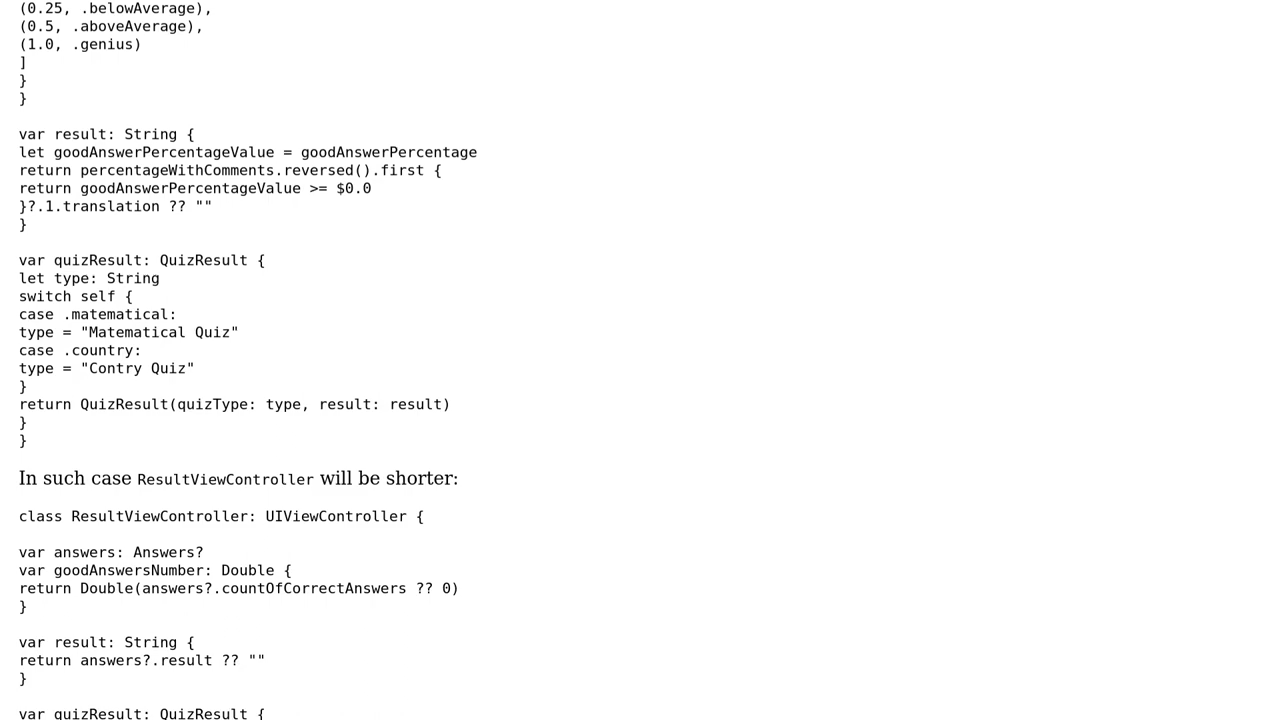 (0.25, .belowAverage),
(0.5, .aboveAverage),
(1.0, .genius)
]
}
}
var result: String {
let goodAnswerPercentageValue = goodAnswerPercentage
return percentageWithComments.reversed().first {
return goodAnswerPercentageValue >= $0.0
}?.1.translation ?? ""
}
var quizResult: QuizResult {
let type: String
switch self {
case .matematical:
type = "Matematical Quiz"
case .country:
type = "Contry Quiz"
}
return QuizResult(quizType: type, result: result)
}
}
In such case ResultViewController will be shorter:
class ResultViewController: UIViewController {
var answers: Answers?
var goodAnswersNumber: Double {
return Double(answers?.countOfCorrectAnswers ?? 0)
}
var result: String {
return answers?.result ?? ""
}
var quizResult: QuizResult {